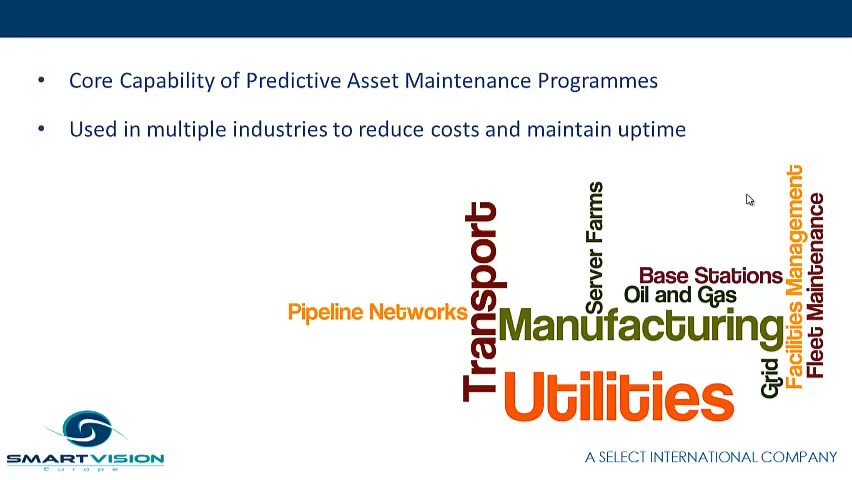 • Core Capability of Predictive Asset Maintenance Programmes
• Used in multiple industries to reduce costs and maintain uptime
Pipeline Networks
Transport
Server Farms
Base Stations
Oil and Gas
Manufacturing
Utilities
Grid
Facilities Management
Fleet Maintenance
SMARTVISION
Europe
A SELECT INTERNATIONAL COMPANY